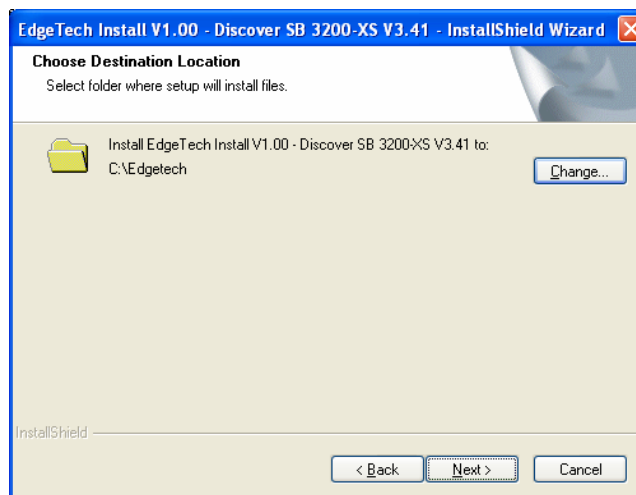 EdgeTech Install V1.00 - Discover SB 3200-XS V3.41 - InstallShield Wizard
Choose Destination Location
Select folder where setup will install files.
Install EdgeTech Install V1.00 - Discover SB 3200-XS V3.41 to:
C:\Edgetech
Change...
InstallShield
< Back
Next >
Cancel